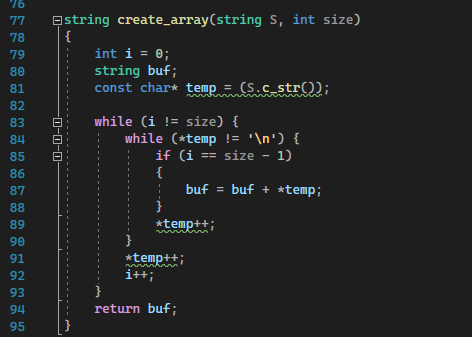 76
77 string create_array(string S, int size)
78 {
79 int i = 0;
80 string buf;
81 const char* temp = (S.c_str());
82
83 while (i != size) {
84 while (*temp != '\n') {
85 if (i == size - 1)
86 {
87 buf = buf + *temp;
88 }
89 *temp++;
90 }
91 *temp++;
92 i++;
93 }
94 return buf;
95 }